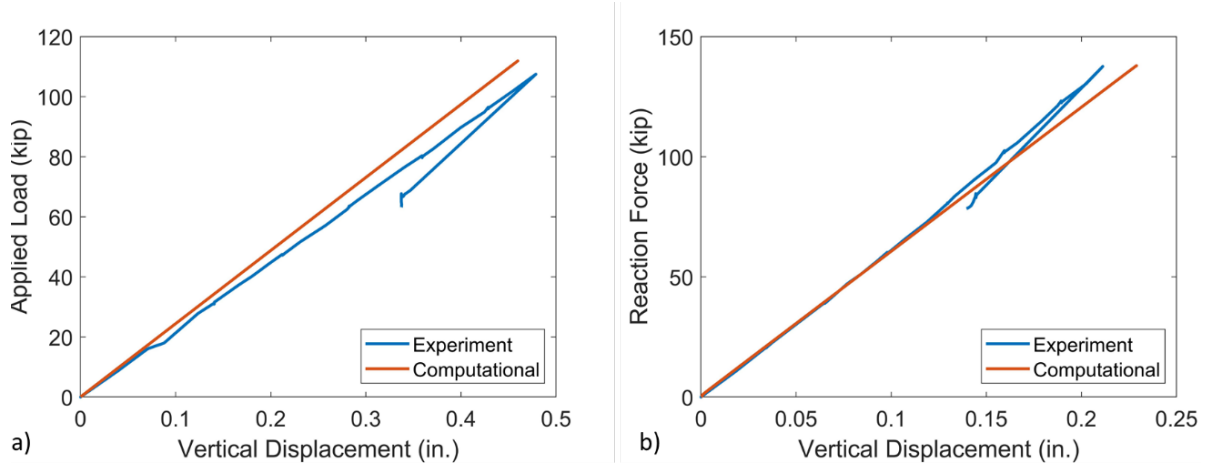 120
100
80
60
40
20
0
Applied Load (kip)
0 0.1 0.2 0.3 0.4 0.5
Vertical Displacement (in.)
Experiment
Computational
a)
150
100
50
0
Reaction Force (kip)
0 0.05 0.1 0.15 0.2 0.25
Vertical Displacement (in.)
Experiment
Computational
b)